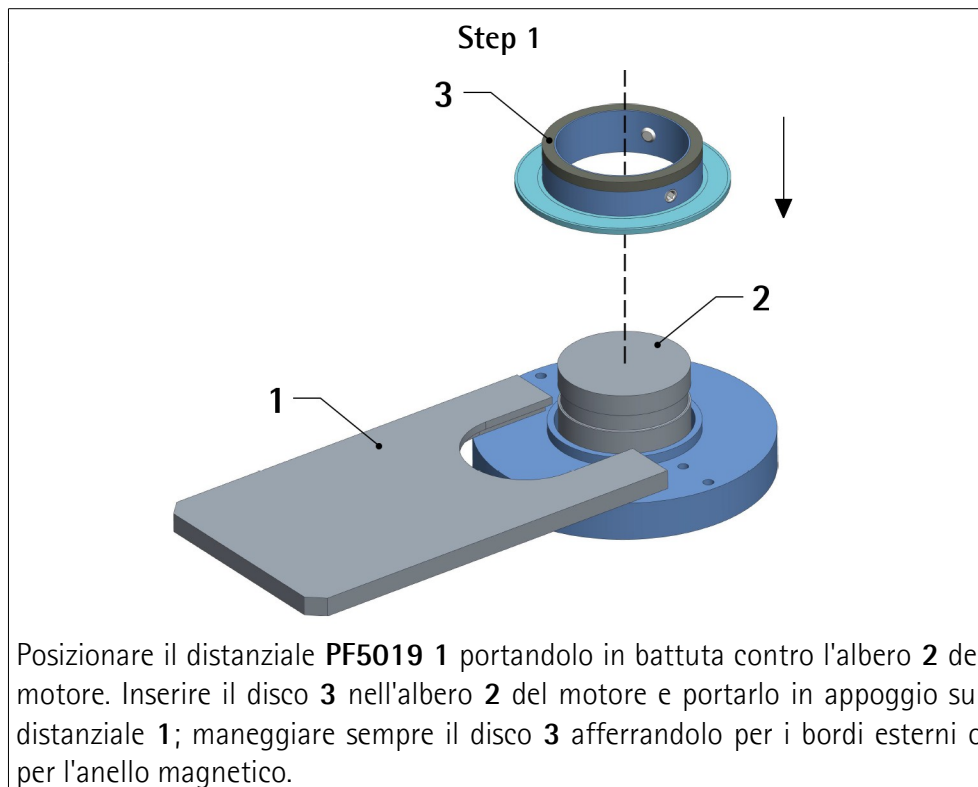 Step 1
3
2
1
Posizionare il distanziale PF5019 1 portandolo in battuta contro l'albero 2 de
motore. Inserire il disco 3 nell'albero 2 del motore e portarlo in appoggio su
distanziale 1; maneggiare sempre il disco 3 afferrandolo per i bordi esterni o
per l'anello magnetico.